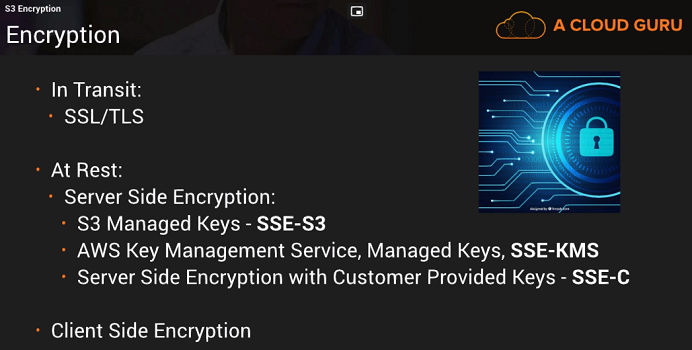 S3 Encryption
Encryption
A CLOUD GURU
• In Transit:
• SSL/TLS
• At Rest:
• Server Side Encryption:
• S3 Managed Keys - SSE-S3
• AWS Key Management Service, Managed Keys, SSE-KMS
• Server Side Encryption with Customer Provided Keys - SSE-C
• Client Side Encryption